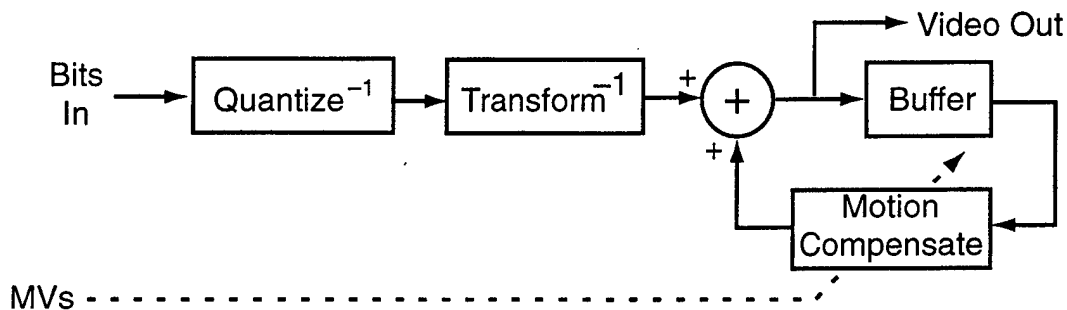 Video Out
Bits
In
Quantize⁻¹
Transform⁻¹
+
+
Buffer
+
Motion
Compensate
MVs